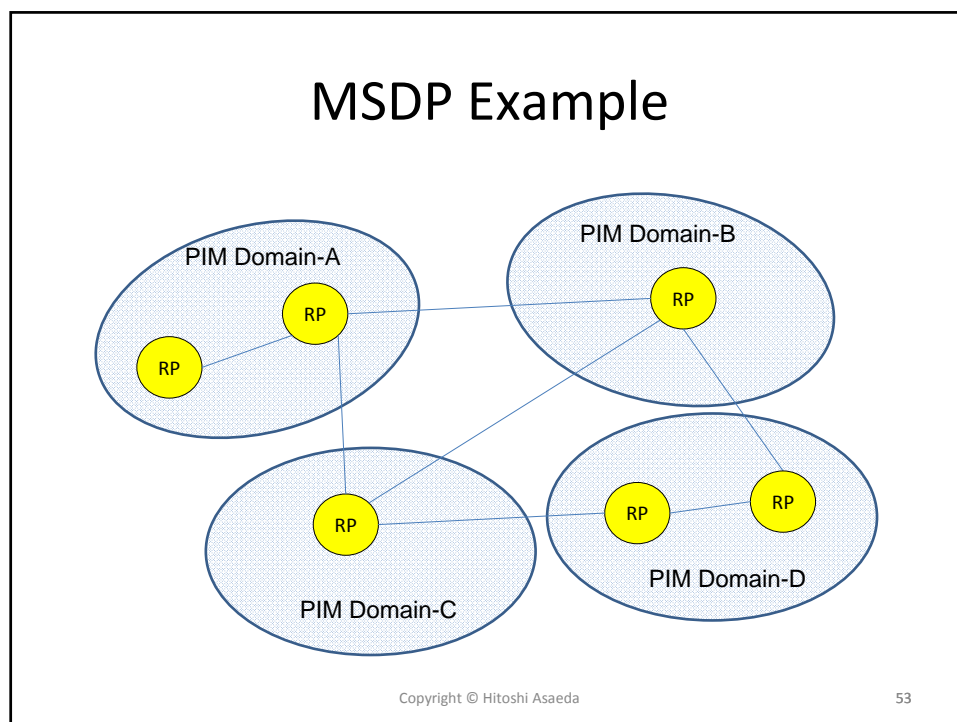 MSDP Example
PIM Domain-A
RP
RP
PIM Domain-B
RP
RP
PIM Domain-C
RP
RP
PIM Domain-D
Copyright © Hitoshi Asaeda
53